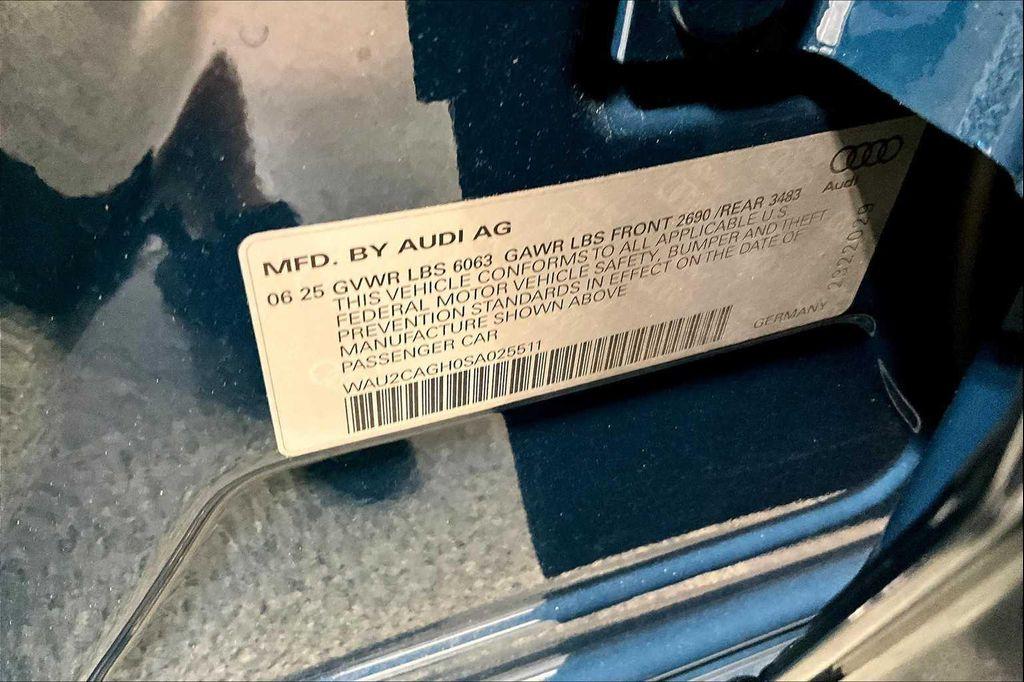 MFD. BY AUDI AG
06 25 GVWR LBS 6063 GAWR LBS FRONT 2690 /REAR 3483
THIS VEHICLE CONFORMS TO ALL APPLICABLE U.S.
FEDERAL MOTOR VEHICLE SAFETY, BUMPER AND THEFT
PREVENTION STANDARDS IN EFFECT ON THE DATE OF
MANUFACTURE SHOWN ABOVE
PASSENGER CAR
WAU2CAGH0SA025511
GERMANY
Audi